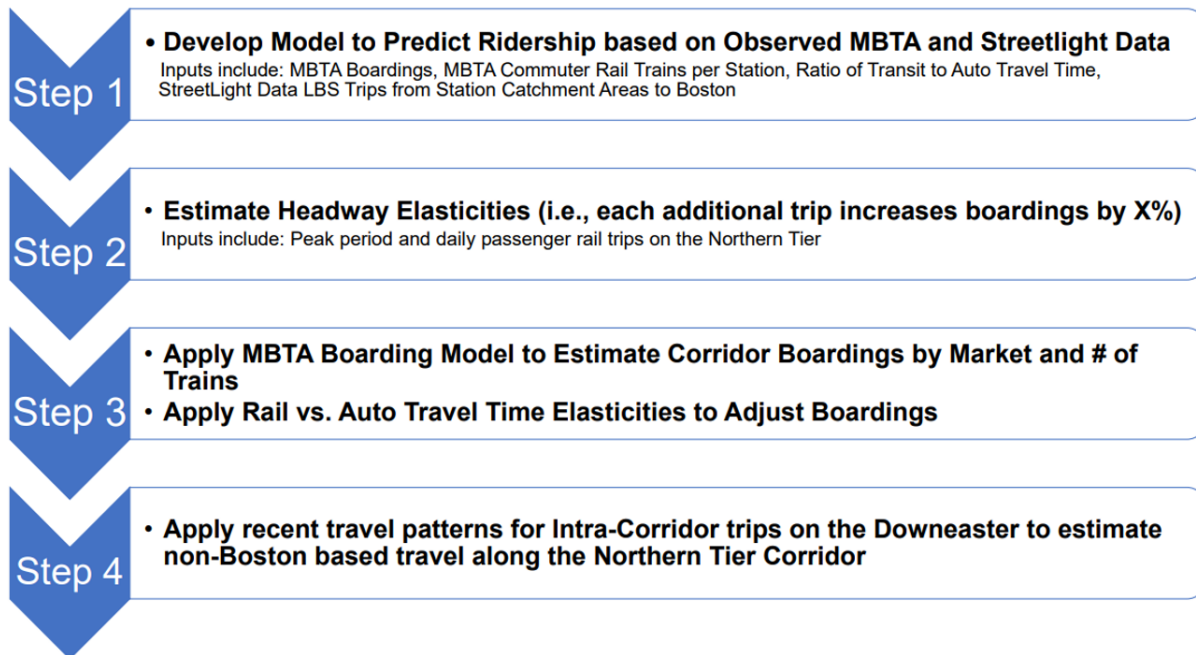 Step 1
• Develop Model to Predict Ridership based on Observed MBTA and Streetlight Data
Inputs include: MBTA Boardings, MBTA Commuter Rail Trains per Station, Ratio of Transit to Auto Travel Time,
StreetLight Data LBS Trips from Station Catchment Areas to Boston
Step 2
• Estimate Headway Elasticities (i.e., each additional trip increases boardings by X%)
Inputs include: Peak period and daily passenger rail trips on the Northern Tier
Step 3
• Apply MBTA Boarding Model to Estimate Corridor Boardings by Market and # of
Trains
• Apply Rail vs. Auto Travel Time Elasticities to Adjust Boardings
Step 4
• Apply recent travel patterns for Intra-Corridor trips on the Downeaster to estimate
non-Boston based travel along the Northern Tier Corridor